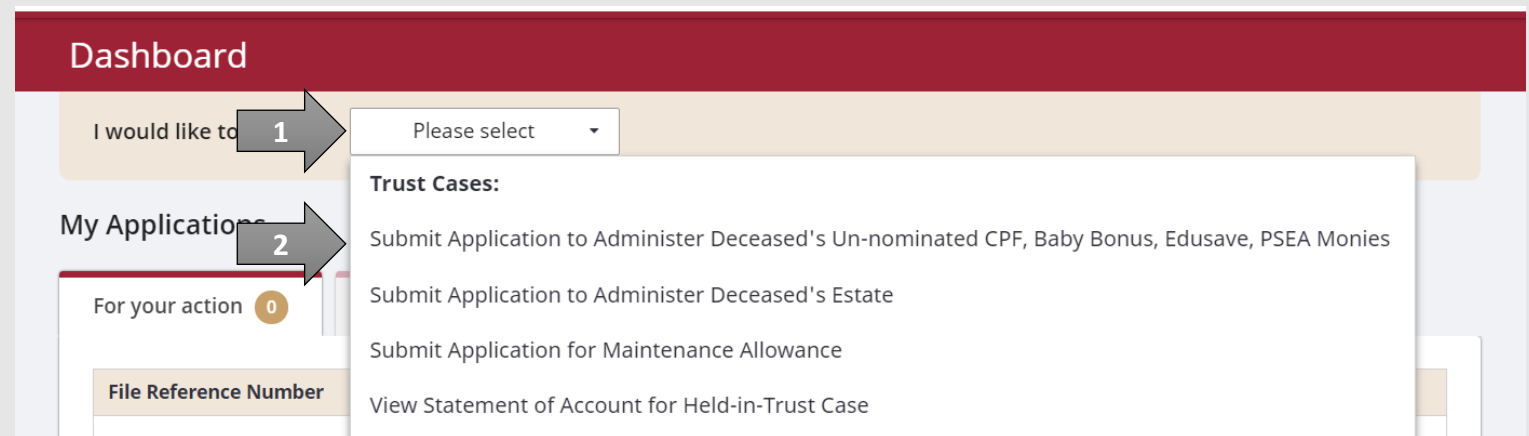 Dashboard
I would like to
1
Please select
Trust Cases:
My Applications
2
Submit Application to Administer Deceased's Un-nominated CPF, Baby Bonus, Edusave, PSEA Monies
For your action 0
Submit Application to Administer Deceased's Estate
Submit Application for Maintenance Allowance
File Reference Number
View Statement of Account for Held-in-Trust Case